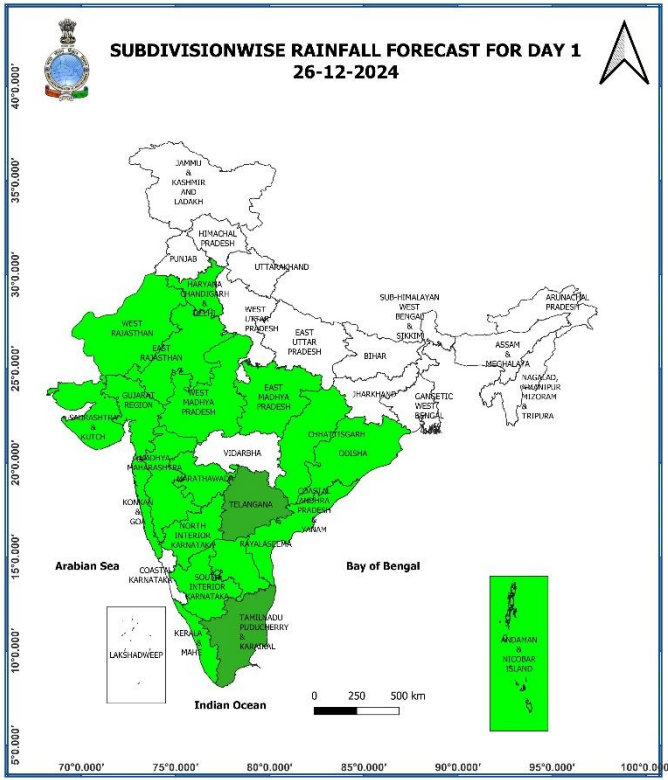 SUBDIVISIONWISE RAINFALL FORECAST FOR DAY 1
26-12-2024
40°0.000'
35°0.000'
30°0.000'
25°0.000'
20°0.000'
15°0.000'
10°0.000'
5°0.000'
JAMMU
&
KASHMIR
AND
LADAKH
HIMACHAL
PRADESH
PUNJAB
UTTARAKHAND
HARYANA
CHANDIGARH
&
DELHI
WEST
UTTAR
PRADESH
EAST
UTTAR
PRADESH
SUB-HIMALAYAN
WEST
BENGAL
&
SIKKIM
ARUNACHAL
PRADESH
ASSAM
&
MEGHALAYA
NAGALAD,
MANNIPUR
MIZORAM
&
TRIPURA
WEST
RAJASTHAN
EAST
RAJASTHAN
BIHAR
JHARKHAND
GANGETIC
WEST
BENGAL
GUJARAT
REGION
SAURASHTRA
&
KUTCH
WEST
MADHYA
PRADESH
EAST
MADHYA
PRADESH
CHHATTISGARH
ODISHA
VIDARBHA
MADHYA
MAHARASHTRA
MARATHAWADA
TELANGANA
COASTAL
ANDHRA
PRADESH
&
YANAM
KONKAN
&
GOA
NORTH
INTERIOR
KARNATAKA
RAYALASEEMA
COASTAL
KARNATAKA
SOUTH
INTERIOR
KARNATAKA
TAMILNADU
PUDUCHERRY
&
KARAIKAL
KERALA
&
MAHE
LAKSHADWEEP
ANDAMAN
&
NICOBAR
ISLAND
Arabian Sea
Bay of Bengal
Indian Ocean
0 250 500 km
70°0.000' 75°0.000' 80°0.000' 85°0.000' 90°0.000' 95°0.000' 100°0.000